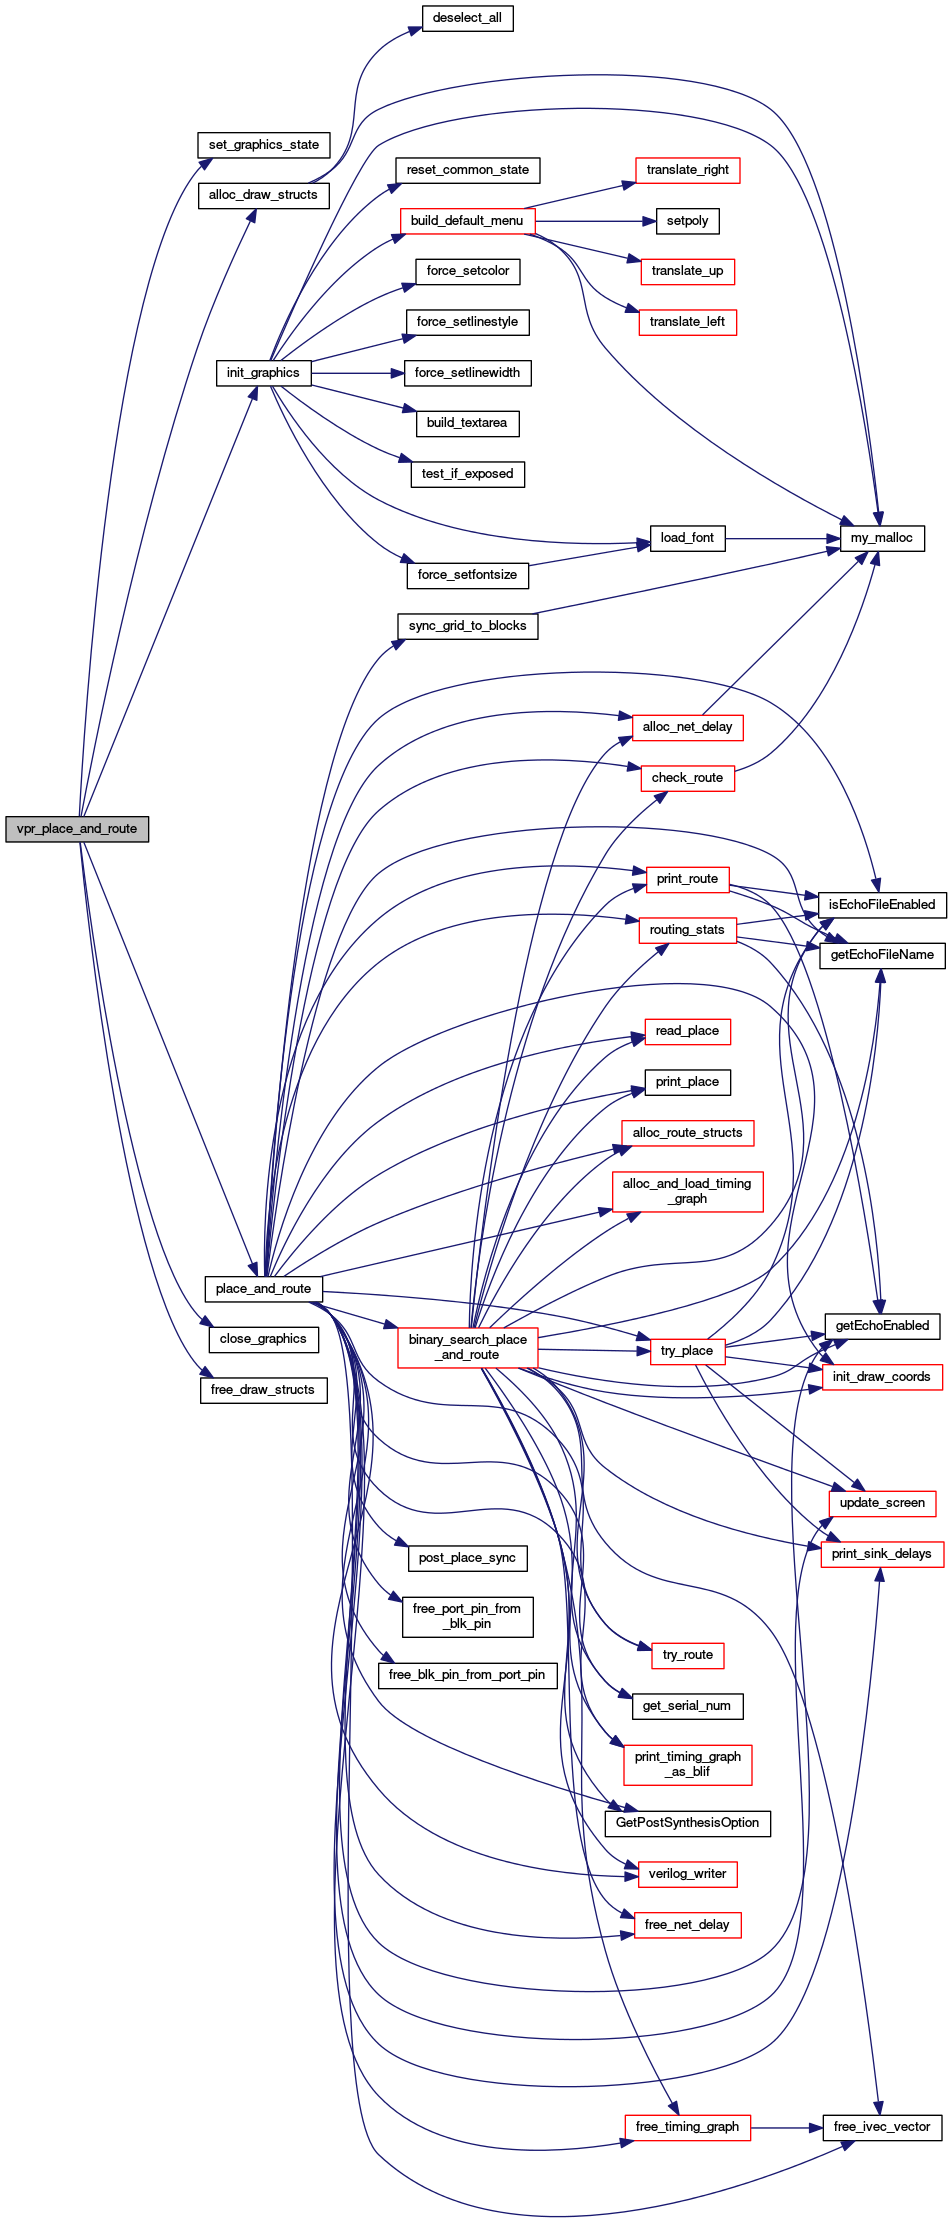 deselect_all
set_graphics_state
reset_common_state
translate_right
alloc_draw_structs
build_default_menu
setpoly
force_setcolor
translate_up
force_setlinestyle
translate_left
init_graphics
force_setlinewidth
build_textarea
test_if_exposed
load_font
my_malloc
force_setfontsize
sync_grid_to_blocks
alloc_net_delay
check_route
vpr_place_and_route
print_route
isEchoFileEnabled
routing_stats
getEchoFileName
read_place
print_place
alloc_route_structs
alloc_and_load_timing
_graph
place_and_route
close_graphics
binary_search_place
_and_route
try_place
getEchoEnabled
init_draw_coords
free_draw_structs
update_screen
print_sink_delays
post_place_sync
free_port_pin_from
_blk_pin
try_route
free_blk_pin_from_port_pin
get_serial_num
print_timing_graph
_as_blif
GetPostSynthesisOption
verilog_writer
free_net_delay
free_timing_graph
free_ivec_vector